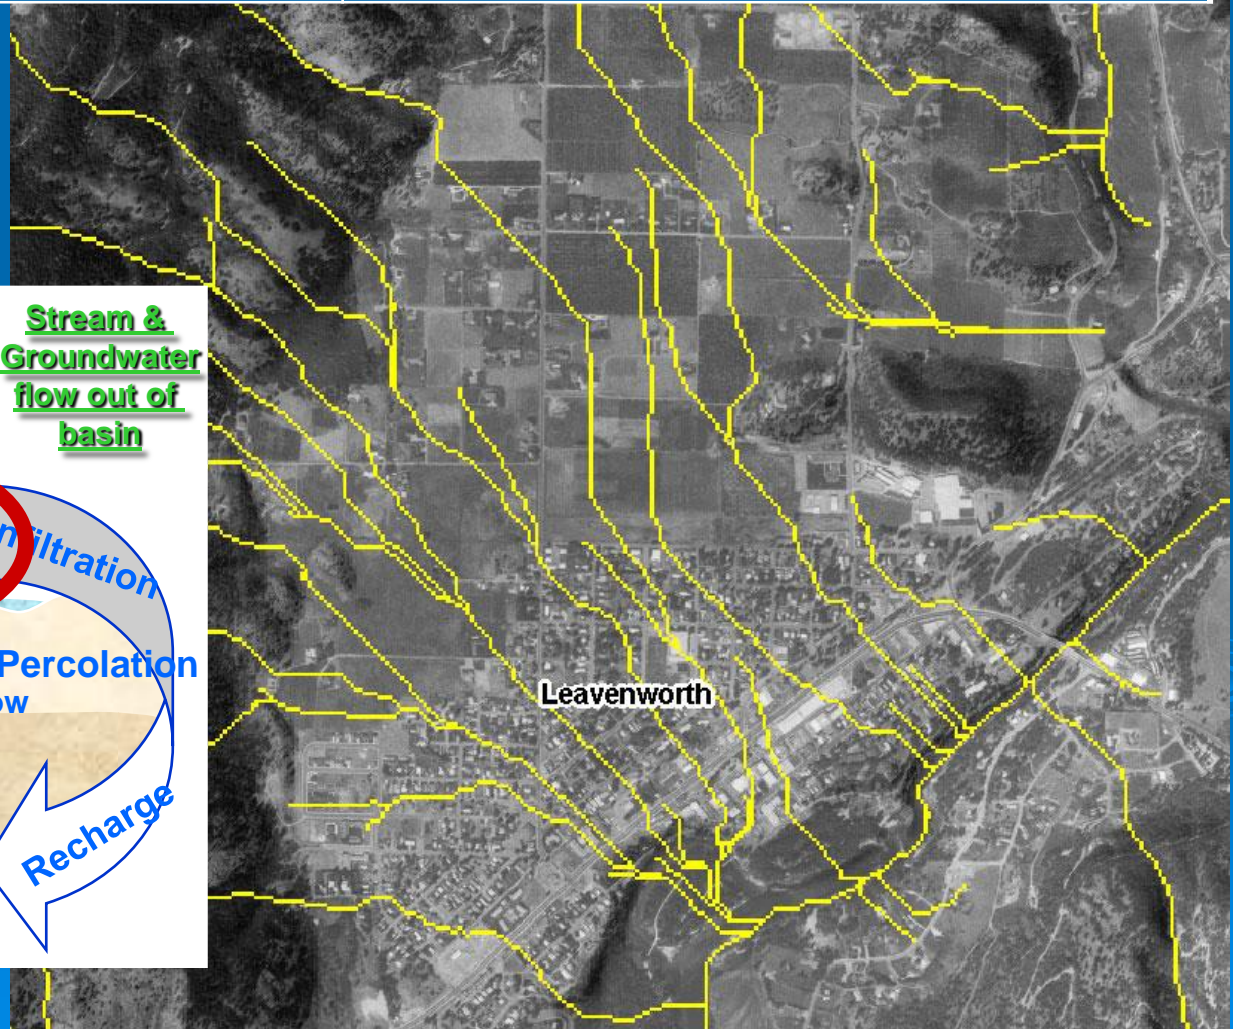 Stream &
Groundwater
flow out of
basin
Percolation
Recharge
Leavenworth